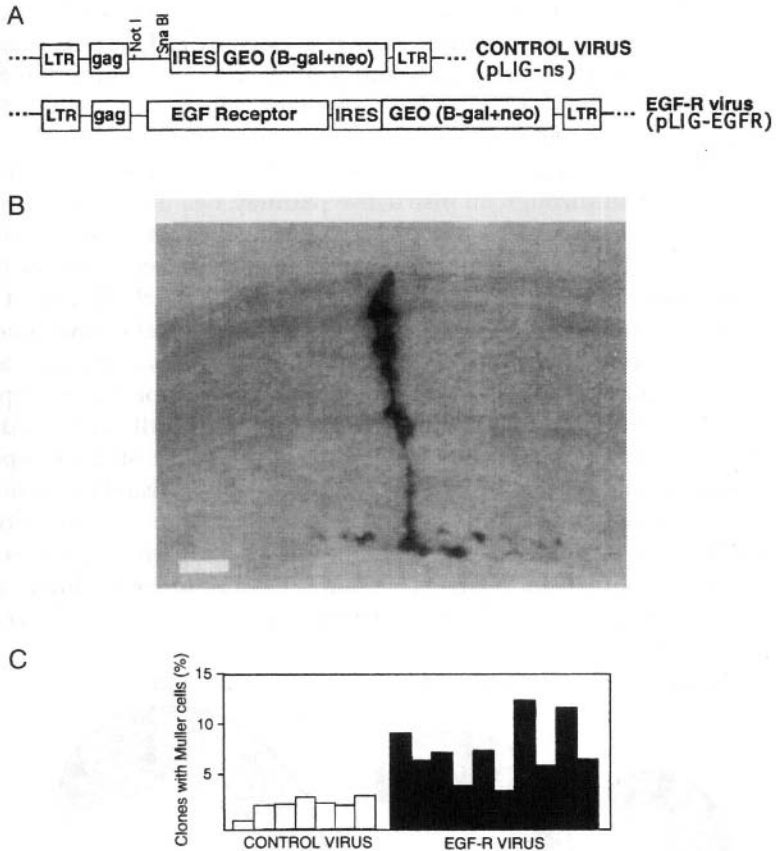 A
Not I
Sna BI
LTR gag IRES GEO (B-gal+neo) LTR CONTROL VIRUS
(pLIG-ns)
LTR gag EGF Receptor IRES GEO (B-gal+neo) LTR EGF-R virus
(pLIG-EGFR)
B
C
Clones with Muller cells (%)
15
10
5
CONTROL VIRUS EGF-R VIRUS